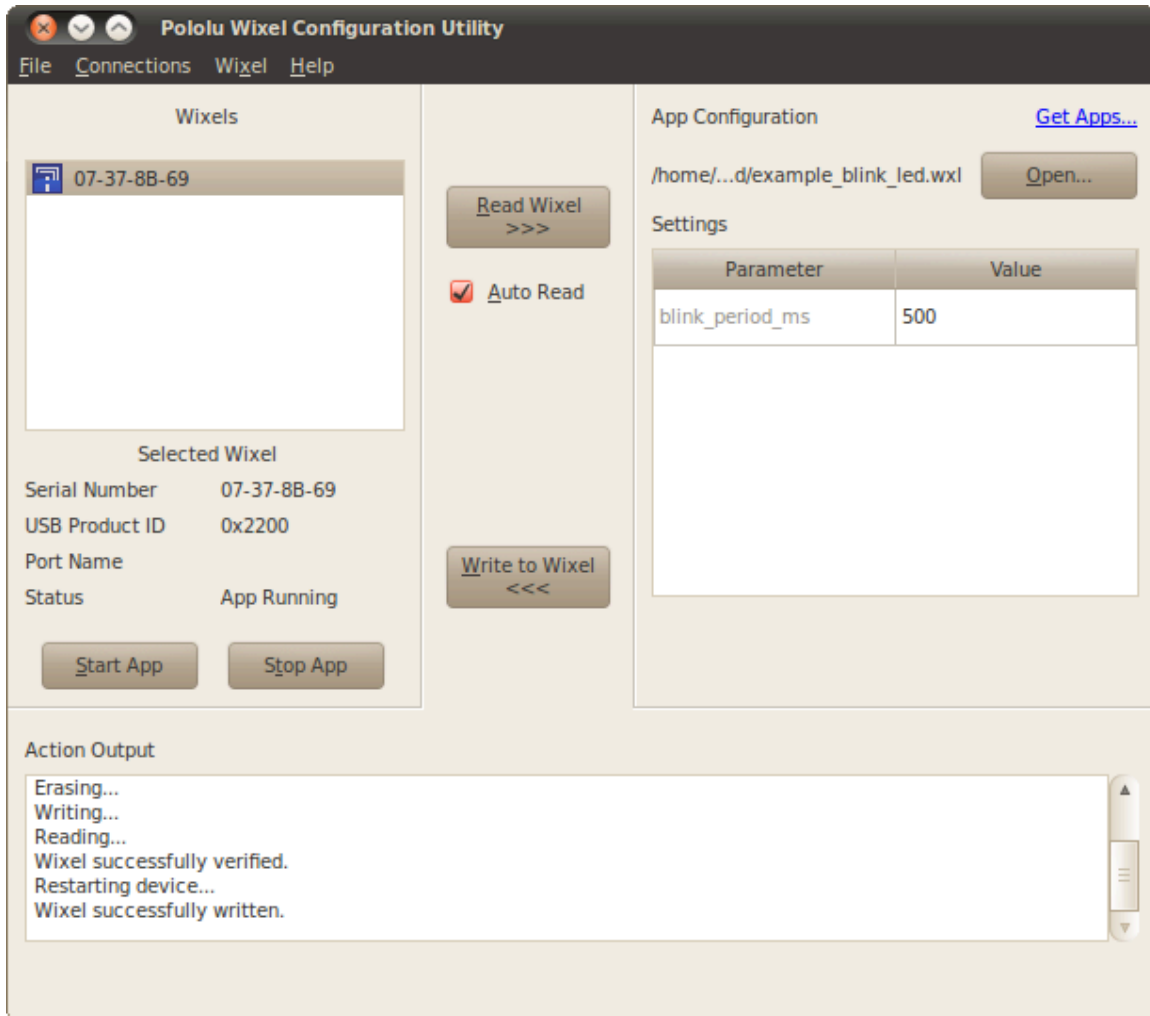 Pololu Wixel Configuration Utility
File Connections Wixel Help
Wixels
07-37-8B-69
Selected Wixel
Serial Number 07-37-8B-69
USB Product ID 0x2200
Port Name
Status App Running
Start App Stop App
Read Wixel
>>>
Auto Read
Write to Wixel
<<<
App Configuration Get Apps...
/home/...d/example_blink_led.wxl Open...
Settings
Parameter Value
blink_period_ms 500
Action Output
Erasing...
Writing...
Reading...
Wixel successfully verified.
Restarting device...
Wixel successfully written.